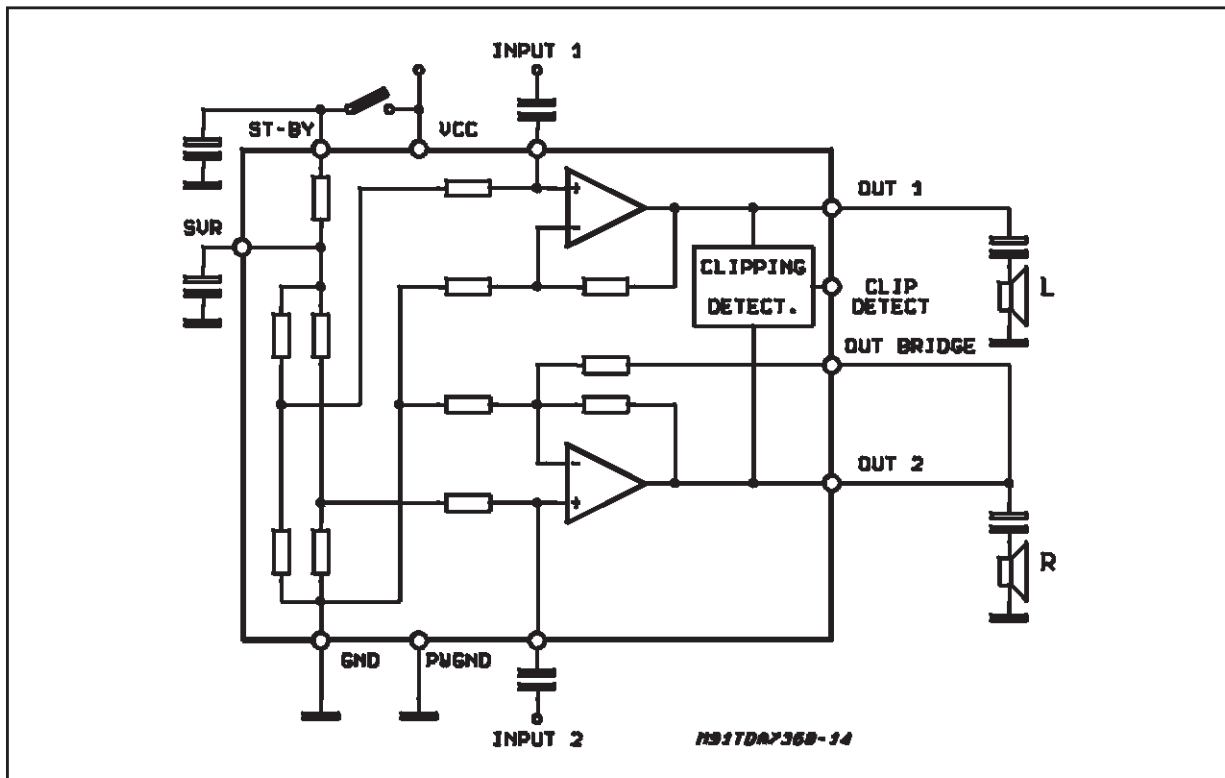 INPUT 1
ST-BY
VCC
OUT 1
SVR
CLIPPING
DETECT.
CLIP
DETECT
L
OUT BRIDGE
+
-
OUT 2
-
+
R
GND
PWGND
INPUT 2
M91TDA7360-14